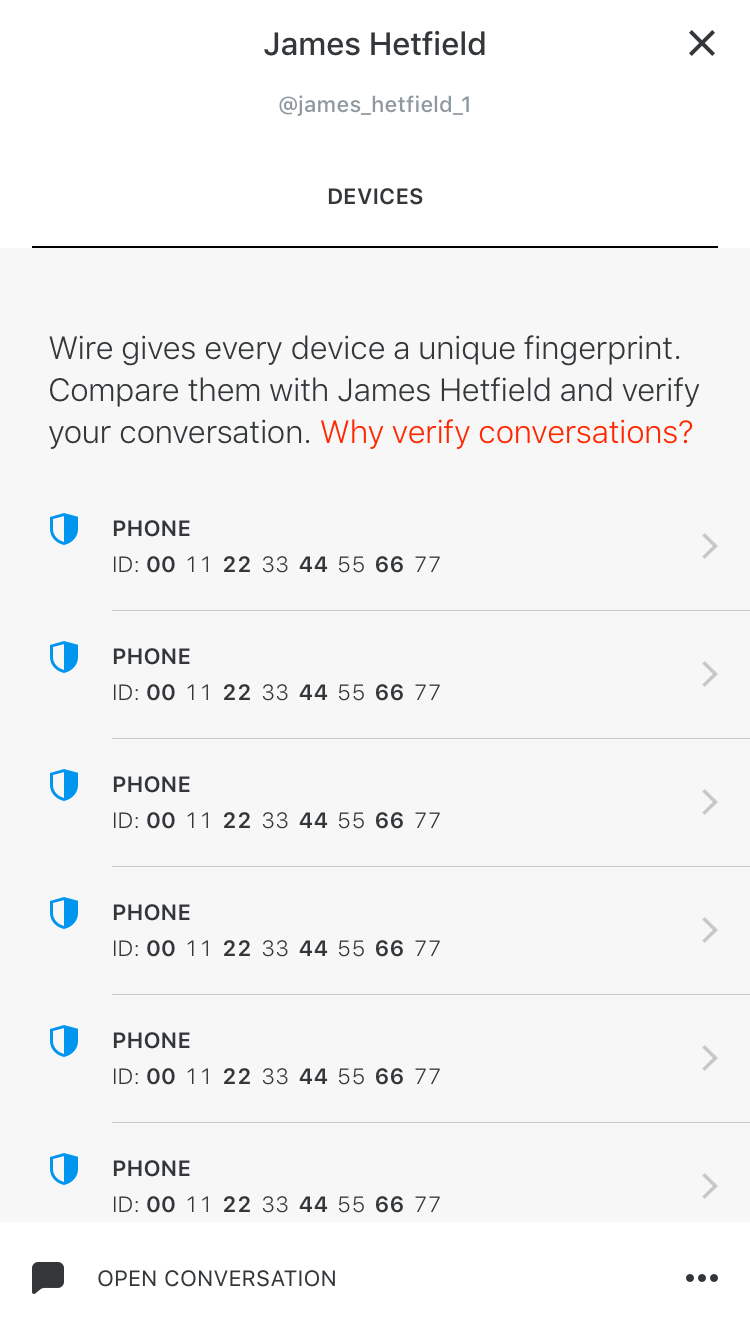 James Hetfield
@james_hetfield_1
DEVICES
Wire gives every device a unique fingerprint.
Compare them with James Hetfield and verify
your conversation. Why verify conversations?
PHONE
ID: 00 11 22 33 44 55 66 77
PHONE
ID: 00 11 22 33 44 55 66 77
PHONE
ID: 00 11 22 33 44 55 66 77
PHONE
ID: 00 11 22 33 44 55 66 77
PHONE
ID: 00 11 22 33 44 55 66 77
PHONE
ID: 00 11 22 33 44 55 66 77
OPEN CONVERSATION